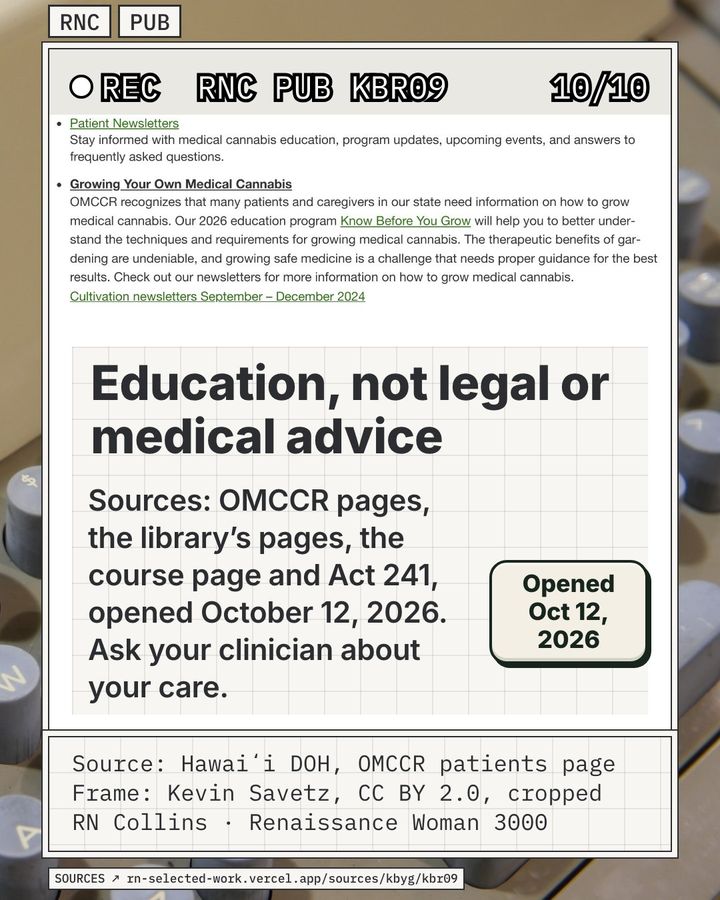 RNC PUB
REC RNC PUB KBR09 10/10
• Patient Newsletters
Stay informed with medical cannabis education, program updates, upcoming events, and answers to
frequently asked questions.
• Growing Your Own Medical Cannabis
OMCCR recognizes that many patients and caregivers in our state need information on how to grow
medical cannabis. Our 2026 education program Know Before You Grow will help you to better under-
stand the techniques and requirements for growing medical cannabis. The therapeutic benefits of gar-
dening are undeniable, and growing safe medicine is a challenge that needs proper guidance for the best
results. Check out our newsletters for more information on how to grow medical cannabis.
Cultivation newsletters September – December 2024
Education, not legal or
medical advice
Sources: OMCCR pages,
the library’s pages, the
course page and Act 241,
opened October 12, 2026.
Ask your clinician about
your care.
Opened
Oct 12,
2026
Source: Hawaiʻi DOH, OMCCR patients page
Frame: Kevin Savetz, CC BY 2.0, cropped
RN Collins · Renaissance Woman 3000
SOURCES ↗ rn-selected-work.vercel.app/sources/kbyg/kbr09
$
W
A